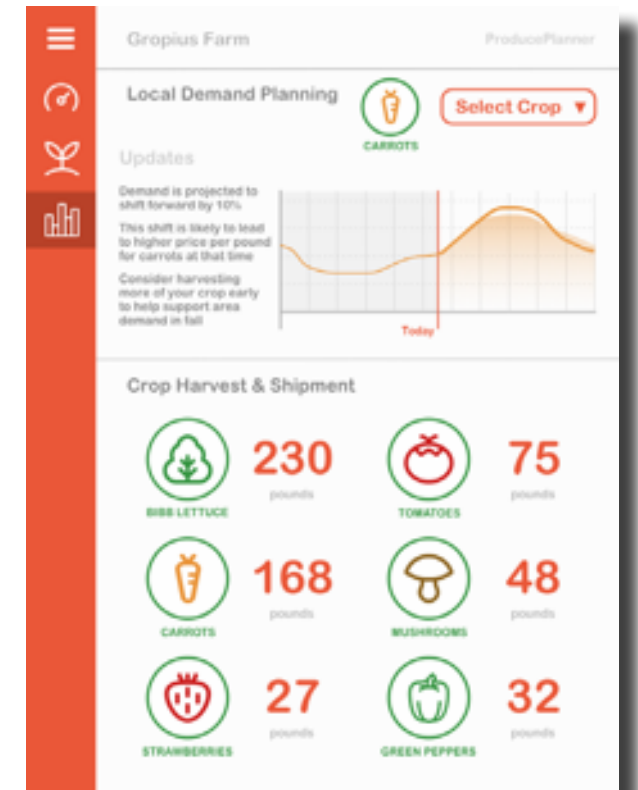 Gropius Farm
ProducePlanner
Local Demand Planning
CARROTS
Select Crop ▼
Updates
Demand is projected to
shift forward by 10%
This shift is likely to lead
to higher price per pound
for carrots at that time
Consider harvesting
more of your crop early
to help support area
demand in fall
Today
Crop Harvest & Shipment
230
pounds
BIBB LETTUCE
75
pounds
TOMATOES
168
pounds
CARROTS
48
pounds
MUSHROOMS
27
pounds
STRAWBERRIES
32
pounds
GREEN PEPPERS